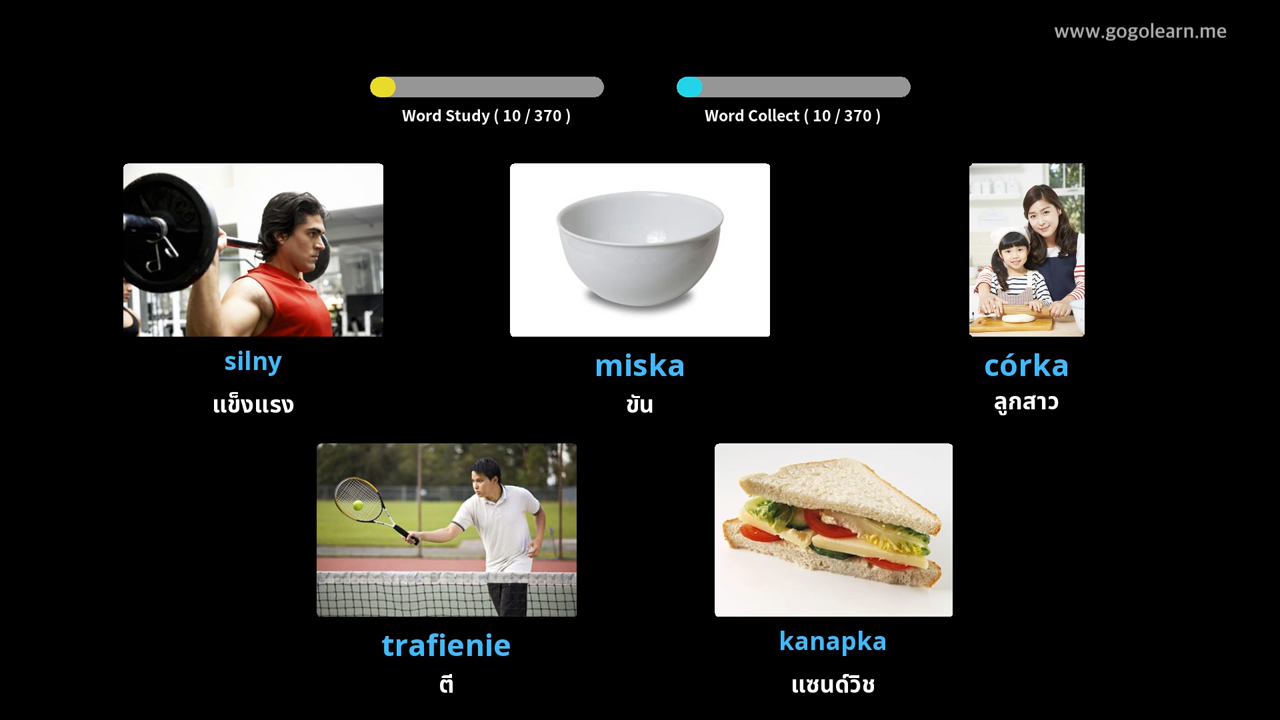 www.gogolearn.me
Word Study ( 10 / 370 )
Word Collect ( 10 / 370 )
silny
แข็งแรง
miska
ขัน
córka
ลูกสาว
trafienie
ตี
kanapka
แซนด์วิช